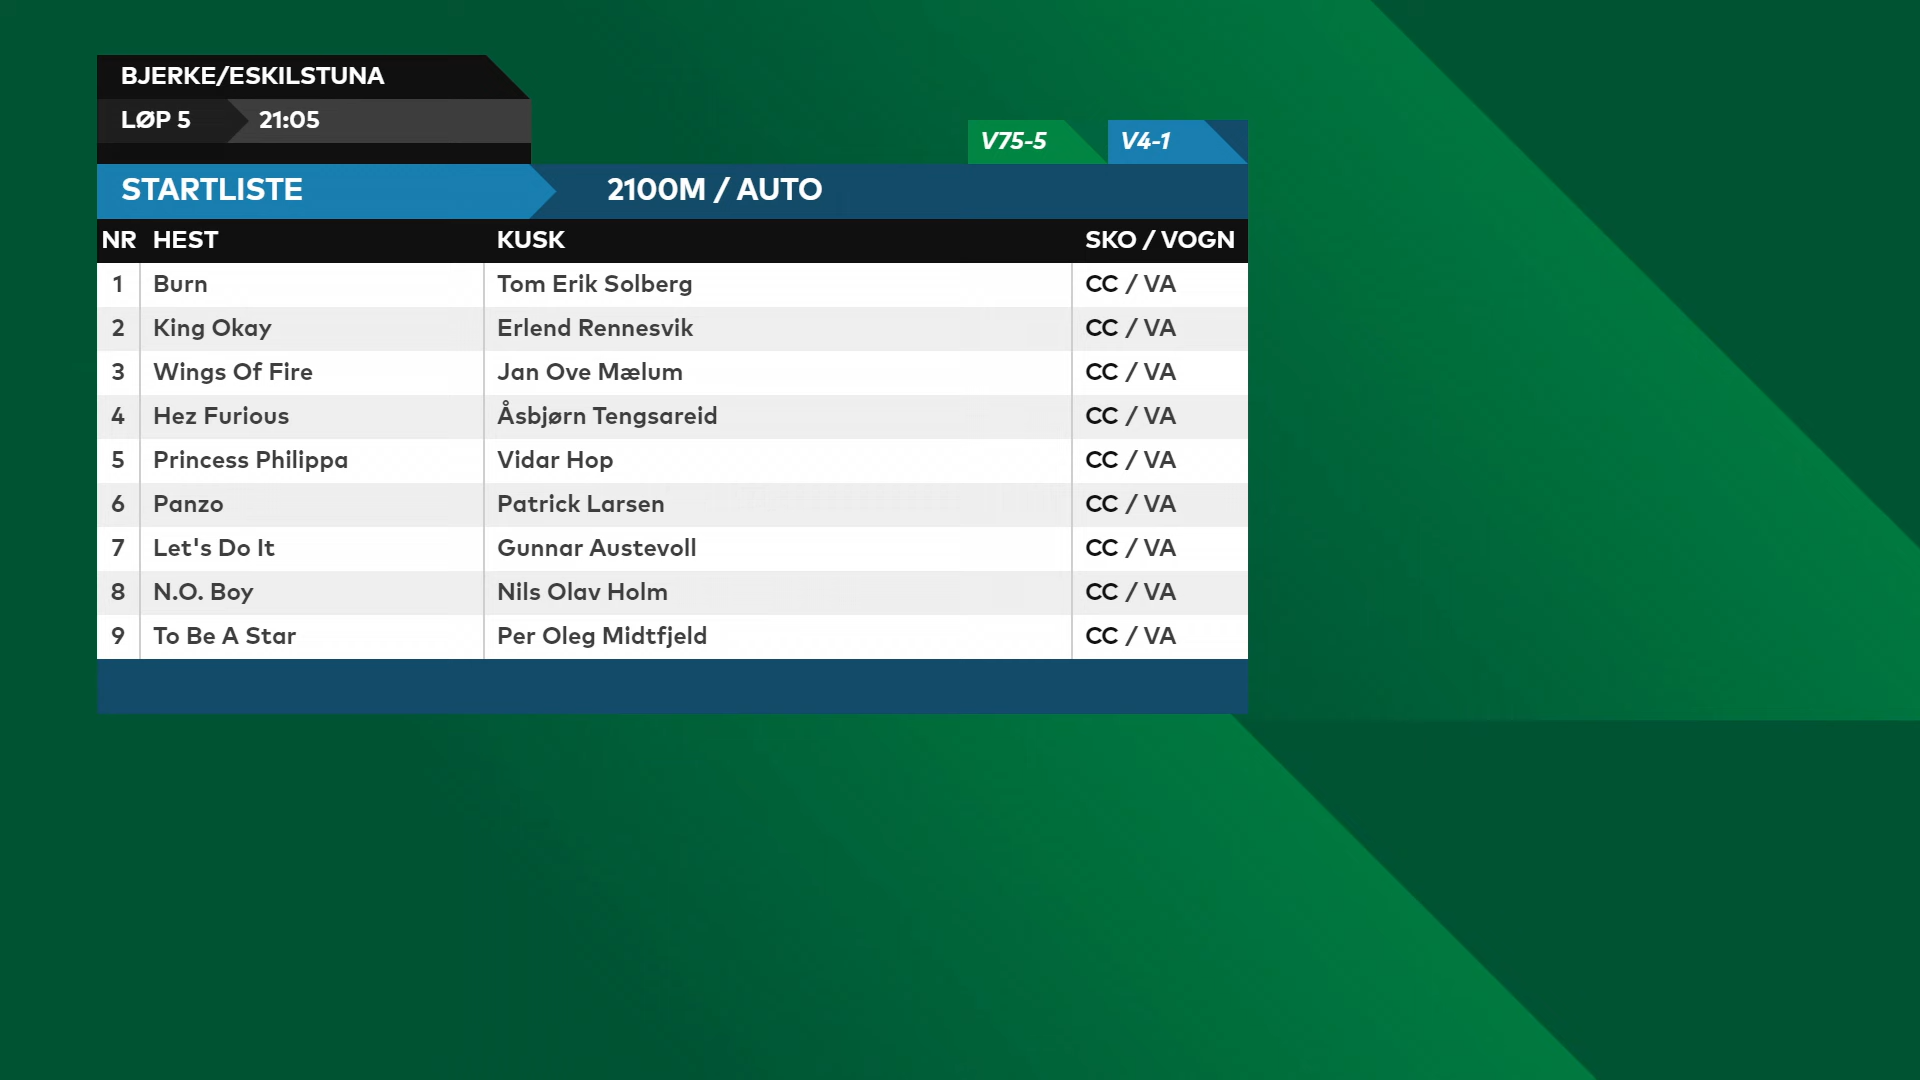 BJERKE/ESKILSTUNA
LØP 5 21:05
V75-5 V4-1
STARTLISTE 2100M / AUTO
NR HEST KUSK SKO / VOGN
1 Burn Tom Erik Solberg CC / VA
2 King Okay Erlend Rennesvik CC / VA
3 Wings Of Fire Jan Ove Mælum CC / VA
4 Hez Furious Åsbjørn Tengsareid CC / VA
5 Princess Philippa Vidar Hop CC / VA
6 Panzo Patrick Larsen CC / VA
7 Let's Do It Gunnar Austevoll CC / VA
8 N.O. Boy Nils Olav Holm CC / VA
9 To Be A Star Per Oleg Midtfjeld CC / VA